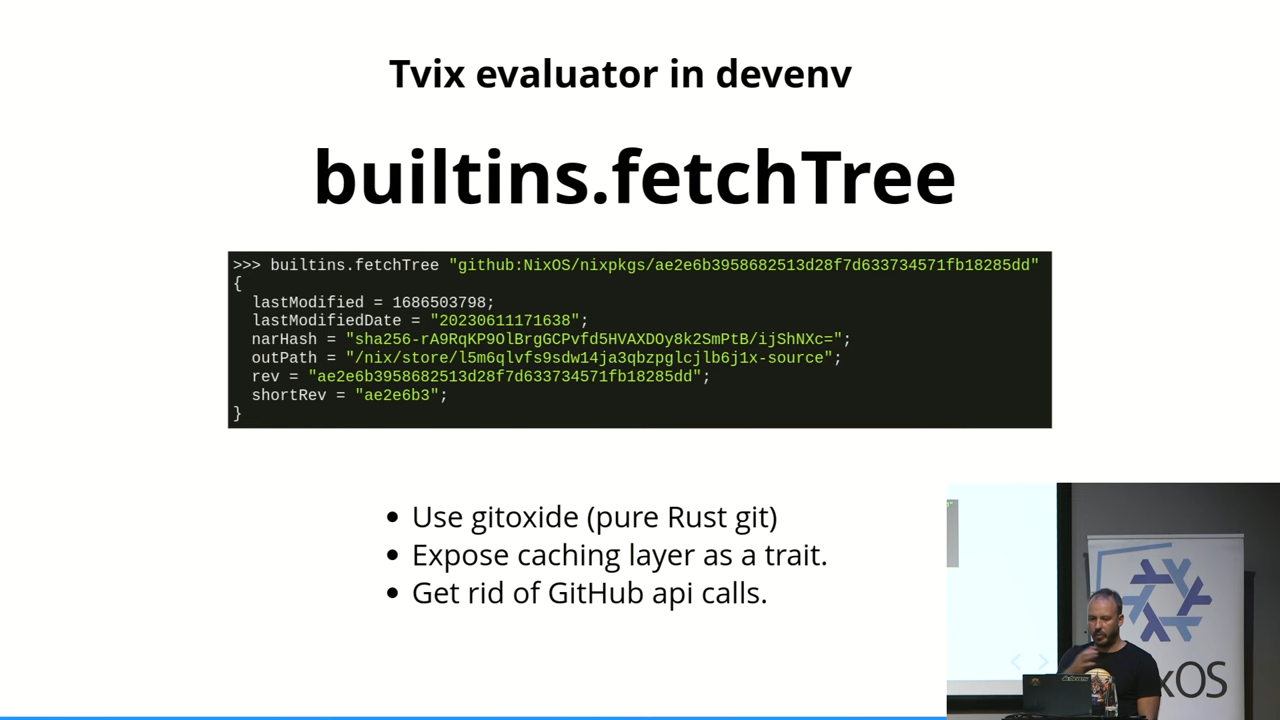 Tvix evaluator in devenv
builtins.fetchTree
>>> builtins.fetchTree "github:NixOS/nixpkgs/ae2e6b3958682513d28f7d633734571fb18285dd"
{
  lastModified = 1686503798;
  lastModifiedDate = "20230611171638";
  narHash = "sha256-rA9RqKP9OlBrgGCPvfd5HVAXDOy8k2SmPtB/ijShNXc=";
  outPath = "/nix/store/l5m6qlvfs9sdw14ja3qbzpglcjlb6j1x-source";
  rev = "ae2e6b3958682513d28f7d633734571fb18285dd";
  shortRev = "ae2e6b3";
}
• Use gitoxide (pure Rust git)
• Expose caching layer as a trait.
• Get rid of GitHub api calls.
xOS